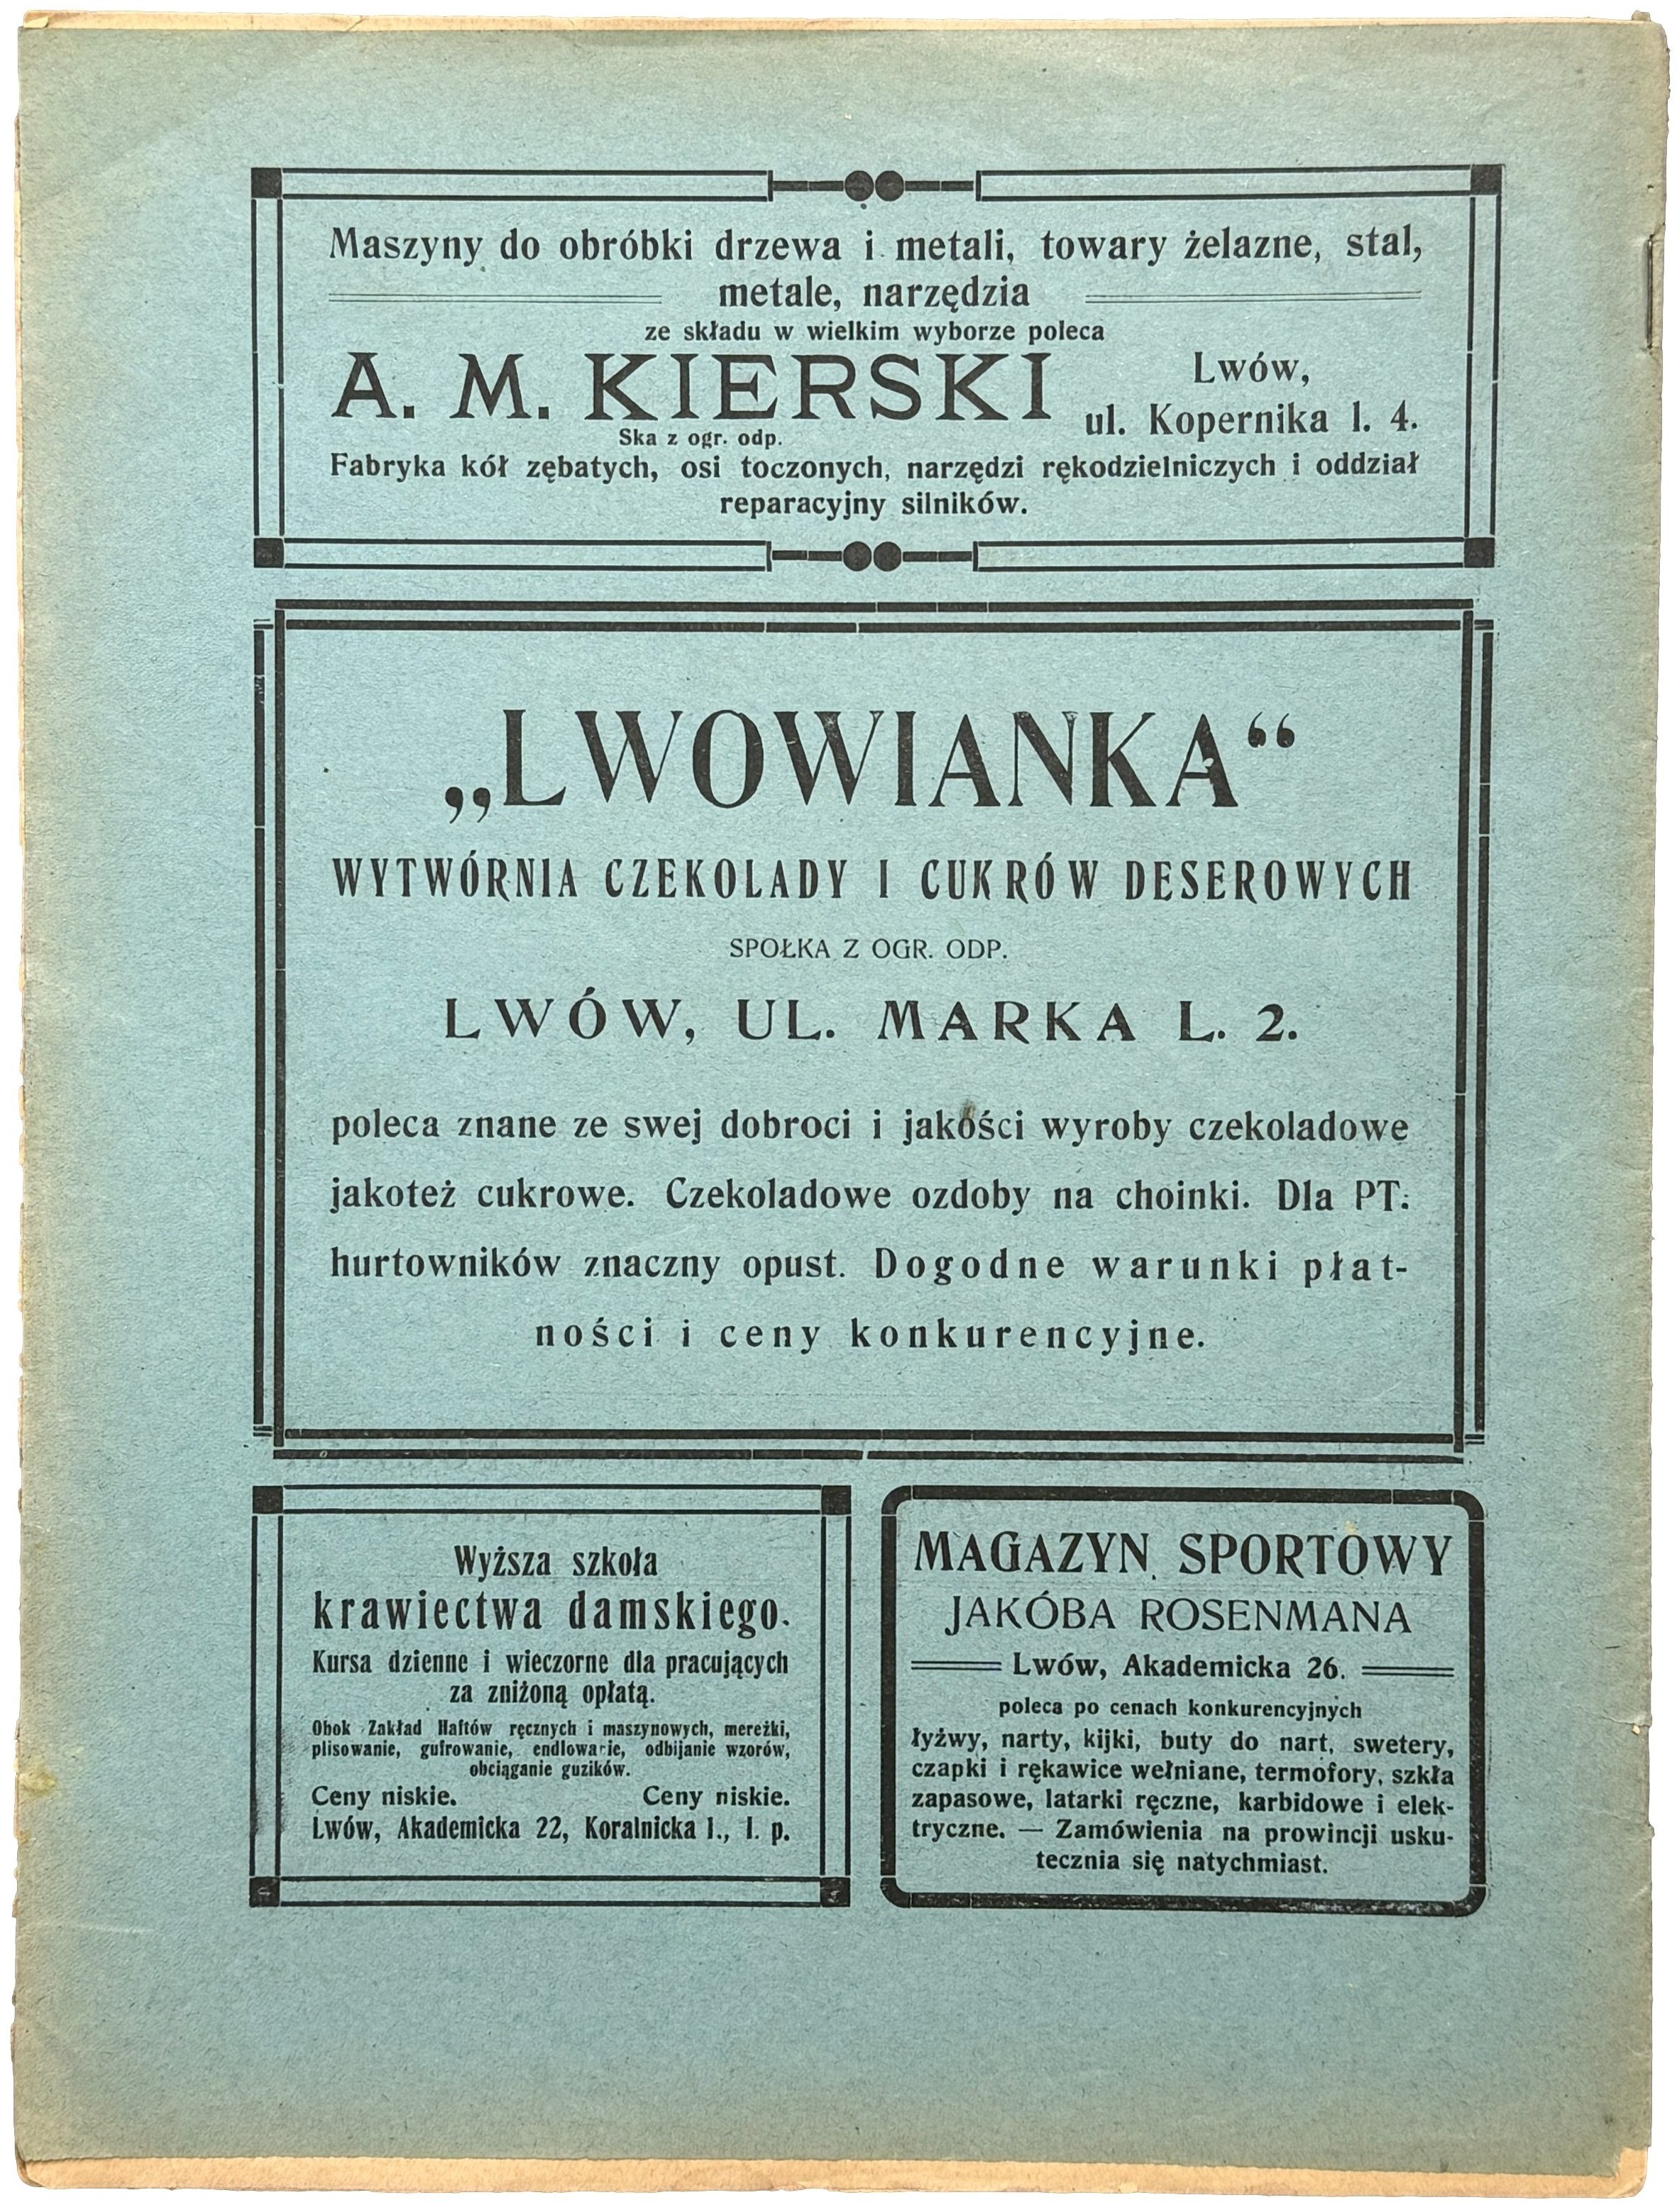 Maszyny do obróbki drzewa i metali, towary żelazne, stal,
metale, narzędzia
ze składu w wielkim wyborze poleca
A. M. KIERSKI
Lwów,
ul. Kopernika l. 4.
Ska z ogr. odp.
Fabryka kół zębatych, osi toczonych, narzędzi rękodzielniczych i oddział
reparacyjny silników.
„LWOWIANKA“
WYTWÓRNIA CZEKOLADY I CUKRÓW DESEROWYCH
SPOŁKA Z OGR. ODP.
LWÓW, UL. MARKA L. 2.
poleca znane ze swej dobroci i jakości wyroby czekoladowe
jakoteż cukrowe. Czekoladowe ozdoby na choinki. Dla PT.
hurtowników znaczny opust. Dogodne warunki płat-
ności i ceny konkurencyjne.
Wyższa szkoła
krawiectwa damskiego.
Kursa dzienne i wieczorne dla pracujących
za zniżoną opłatą.
Obok Zakład Haftów ręcznych i maszynowych, mereżki,
plisowanie, gufrowanie, endlowanie, odbijanie wzorów,
obciąganie guzików.
Ceny niskie. Ceny niskie.
Lwów, Akademicka 22, Koralnicka 1., I. p.
MAGAZYN SPORTOWY
JAKÓBA ROSENMANA
Lwów, Akademicka 26.
poleca po cenach konkurencyjnych
łyżwy, narty, kijki, buty do nart, swetery,
czapki i rękawice wełniane, termofory, szkła
zapasowe, latarki ręczne, karbidowe i elek-
tryczne. — Zamówienia na prowincji usku-
tecznia się natychmiast.